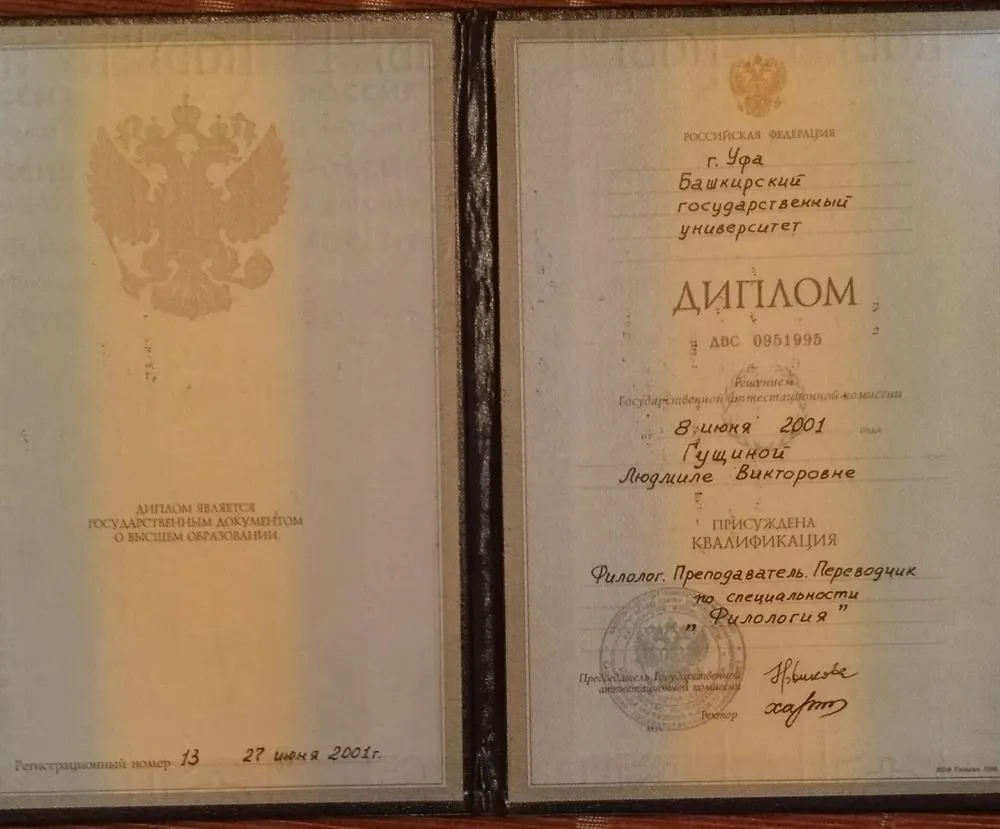 ДИПЛОМ ЯВЛЯЕТСЯ
ГОСУДАРСТВЕННЫМ ДОКУМЕНТОМ
О ВЫСШЕМ ОБРАЗОВАНИИ
Регистрационный номер 13 27 июня 2001г.
РОССИЙСКАЯ ФЕДЕРАЦИЯ
г. Уфа
Башкирский
государственный
университет
ДИПЛОМ
ДВС 0951995
Решением
Государственной аттестационной комиссии
от 8 июня 2001 года
Гущиной
Людмиле Викторовне
ПРИСУЖДЕНА
КВАЛИФИКАЦИЯ
Филолог. Преподаватель. Переводчик
по специальности
„ Филология "
Председатель Государственной
аттестационной комиссии
Ректор
М.П.